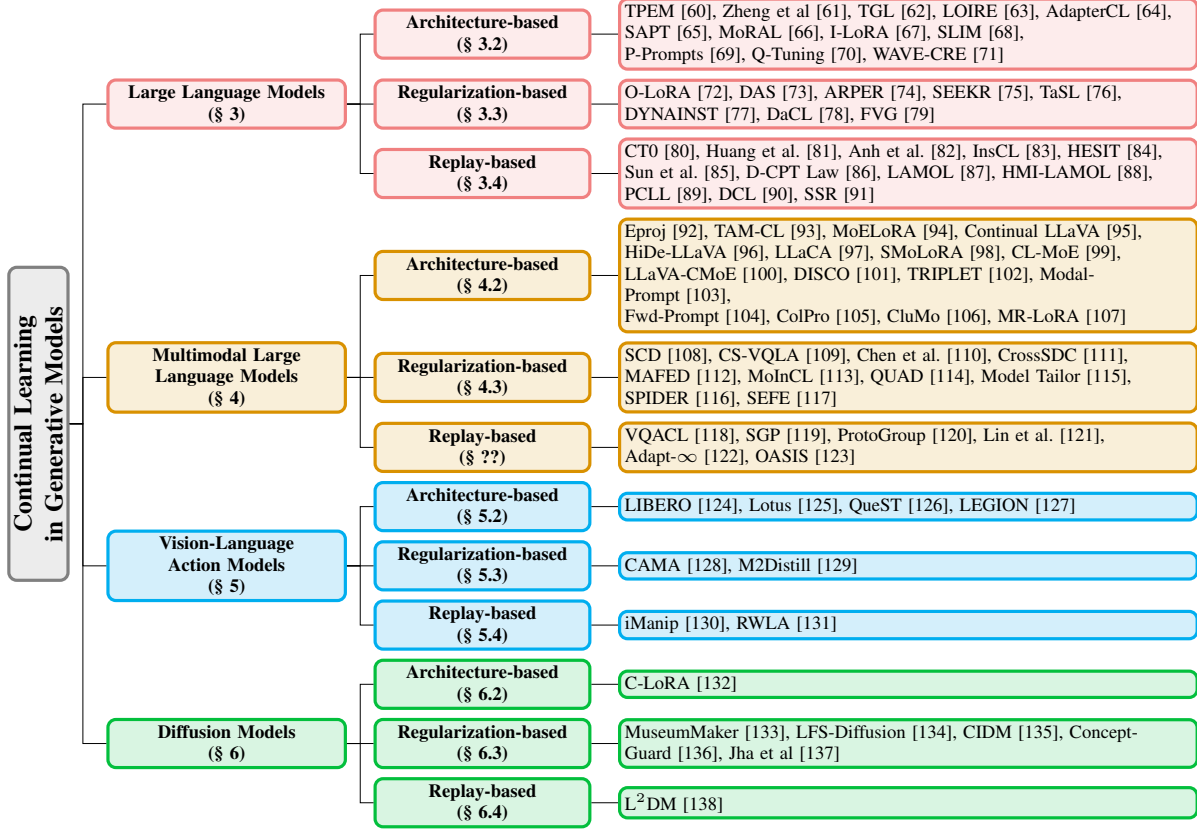 Continual Learning
in Generative Models
Large Language Models
(§ 3)
Architecture-based
(§ 3.2)
TPEM [60], Zheng et al [61], TGL [62], LOIRE [63], AdapterCL [64],
SAPT [65], MoRAL [66], I-LoRA [67], SLIM [68],
P-Prompts [69], Q-Tuning [70], WAVE-CRE [71]
Regularization-based
(§ 3.3)
O-LoRA [72], DAS [73], ARPER [74], SEEKR [75], TaSL [76],
DYNAINST [77], DaCL [78], FVG [79]
Replay-based
(§ 3.4)
CT0 [80], Huang et al. [81], Anh et al. [82], InsCL [83], HESIT [84],
Sun et al. [85], D-CPT Law [86], LAMOL [87], HMI-LAMOL [88],
PCLL [89], DCL [90], SSR [91]
Multimodal Large
Language Models
(§ 4)
Architecture-based
(§ 4.2)
Eproj [92], TAM-CL [93], MoELoRA [94], Continual LLaVA [95],
HiDe-LLaVA [96], LLaCA [97], SMoLoRA [98], CL-MoE [99],
LLaVA-CMoE [100], DISCO [101], TRIPLET [102], Modal-
Prompt [103],
Fwd-Prompt [104], ColPro [105], CluMo [106], MR-LoRA [107]
Regularization-based
(§ 4.3)
SCD [108], CS-VQLA [109], Chen et al. [110], CrossSDC [111],
MAFED [112], MoInCL [113], QUAD [114], Model Tailor [115],
SPIDER [116], SEFE [117]
Replay-based
(§ ??)
VQACL [118], SGP [119], ProtoGroup [120], Lin et al. [121],
Adapt-∞ [122], OASIS [123]
Vision-Language
Action Models
(§ 5)
Architecture-based
(§ 5.2)
LIBERO [124], Lotus [125], QueST [126], LEGION [127]
Regularization-based
(§ 5.3)
CAMA [128], M2Distill [129]
Replay-based
(§ 5.4)
iManip [130], RWLA [131]
Diffusion Models
(§ 6)
Architecture-based
(§ 6.2)
C-LoRA [132]
Regularization-based
(§ 6.3)
MuseumMaker [133], LFS-Diffusion [134], CIDM [135], Concept-
Guard [136], Jha et al [137]
Replay-based
(§ 6.4)
L²DM [138]